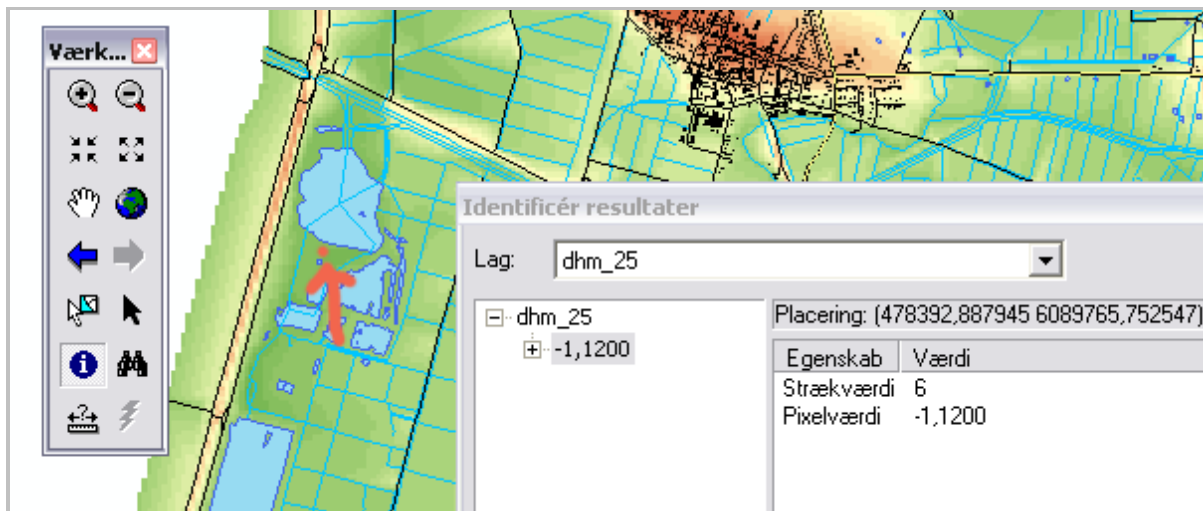 Værk...
Identificér resultater
Lag: dhm_25
dhm_25
-1,1200
Placering: (478392,887945 6089765,752547)
Egenskab Værdi
Strækværdi 6
Pixelværdi -1,1200